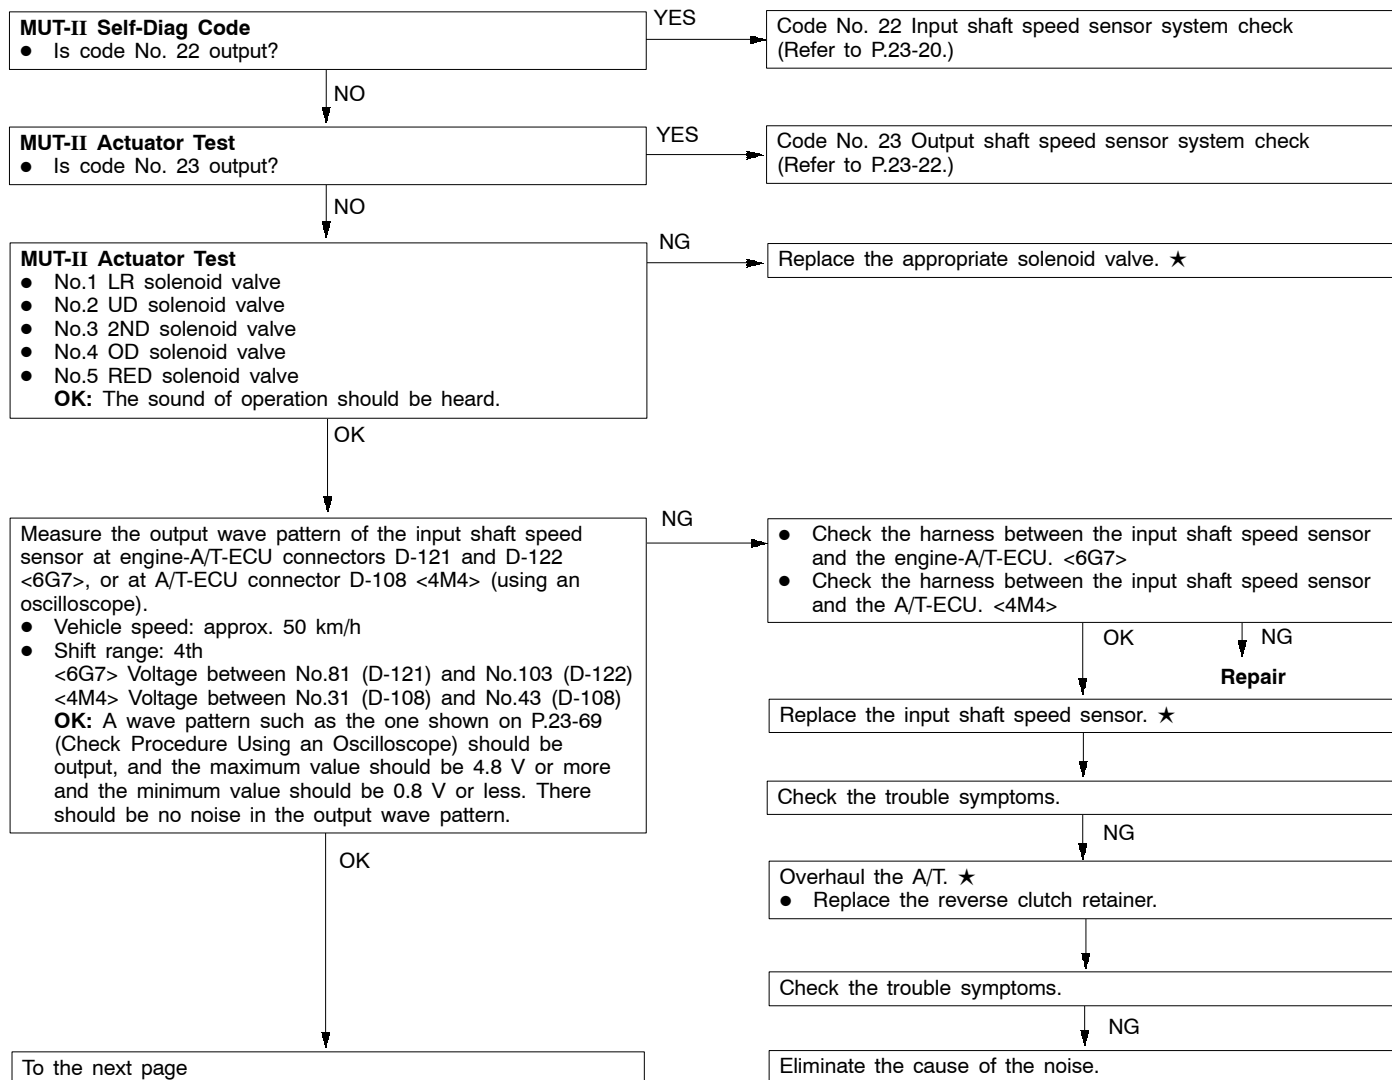 MUT-II Self-Diag Code
● Is code No. 22 output?
YES
Code No. 22 Input shaft speed sensor system check
(Refer to P.23-20.)
NO
MUT-II Actuator Test
● Is code No. 23 output?
YES
Code No. 23 Output shaft speed sensor system check
(Refer to P.23-22.)
NO
MUT-II Actuator Test
● No.1 LR solenoid valve
● No.2 UD solenoid valve
● No.3 2ND solenoid valve
● No.4 OD solenoid valve
● No.5 RED solenoid valve
OK: The sound of operation should be heard.
NG
Replace the appropriate solenoid valve. ★
OK
Measure the output wave pattern of the input shaft speed
sensor at engine-A/T-ECU connectors D-121 and D-122
<6G7>, or at A/T-ECU connector D-108 <4M4> (using an
oscilloscope).
● Vehicle speed: approx. 50 km/h
● Shift range: 4th
<6G7> Voltage between No.81 (D-121) and No.103 (D-122)
<4M4> Voltage between No.31 (D-108) and No.43 (D-108)
OK: A wave pattern such as the one shown on P.23-69
(Check Procedure Using an Oscilloscope) should be
output, and the maximum value should be 4.8 V or more
and the minimum value should be 0.8 V or less. There
should be no noise in the output wave pattern.
NG
● Check the harness between the input shaft speed sensor
and the engine-A/T-ECU. <6G7>
● Check the harness between the input shaft speed sensor
and the A/T-ECU. <4M4>
OK
NG
Repair
Replace the input shaft speed sensor. ★
Check the trouble symptoms.
NG
Overhaul the A/T. ★
● Replace the reverse clutch retainer.
Check the trouble symptoms.
NG
Eliminate the cause of the noise.
OK
To the next page